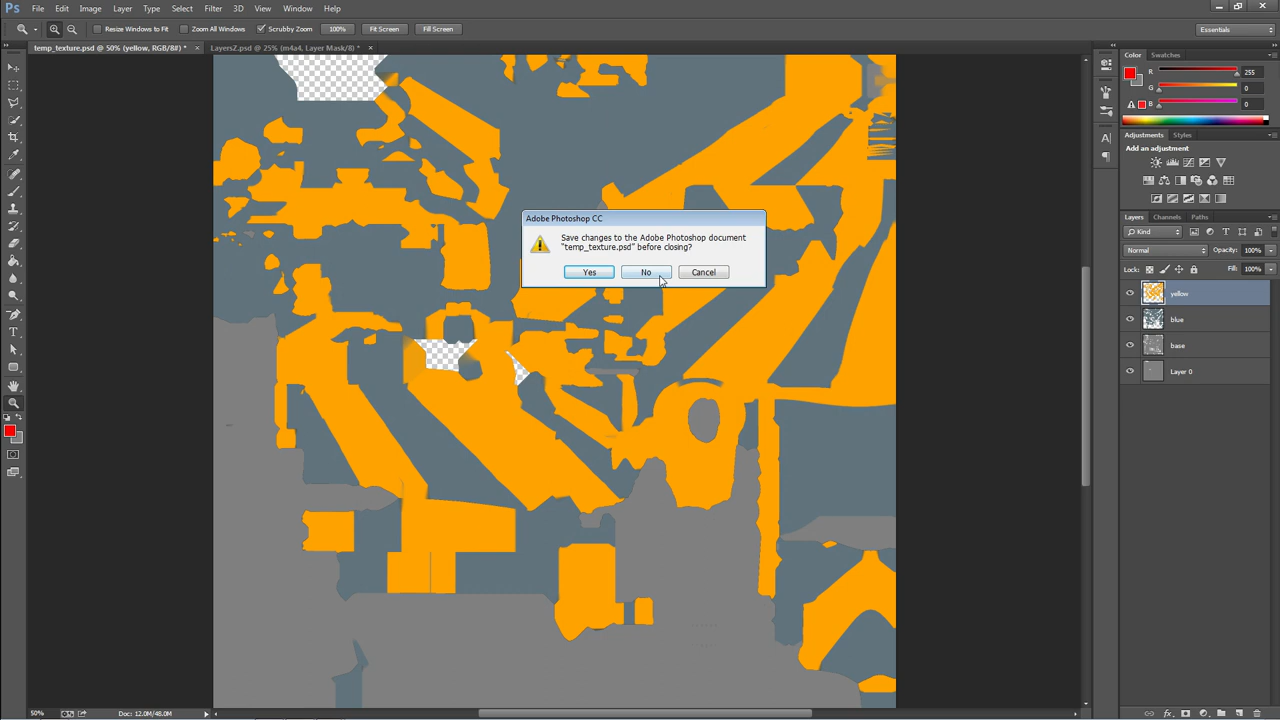 Ps File Edit Image Layer Type Select Filter 3D View Window Help
Resize Windows to Fit Zoom All Windows Scrubby Zoom 100% Fit Screen Fill Screen Essentials
temp_texture.psd @ 50% (yellow, RGB/8#) * × LayersZ.psd @ 25% (m4a4, Layer Mask/8) * ×
Color Swatches
R 255
G 0
B 0
Adjustments Styles
Add an adjustment
Adobe Photoshop CC
Save changes to the Adobe Photoshop document
"temp_texture.psd" before closing?
Yes No Cancel
Layers Channels Paths
Kind
Normal Opacity: 100%
Lock: Fill: 100%
yellow
blue
base
Layer 0
50% Doc: 12.0M/48.0M